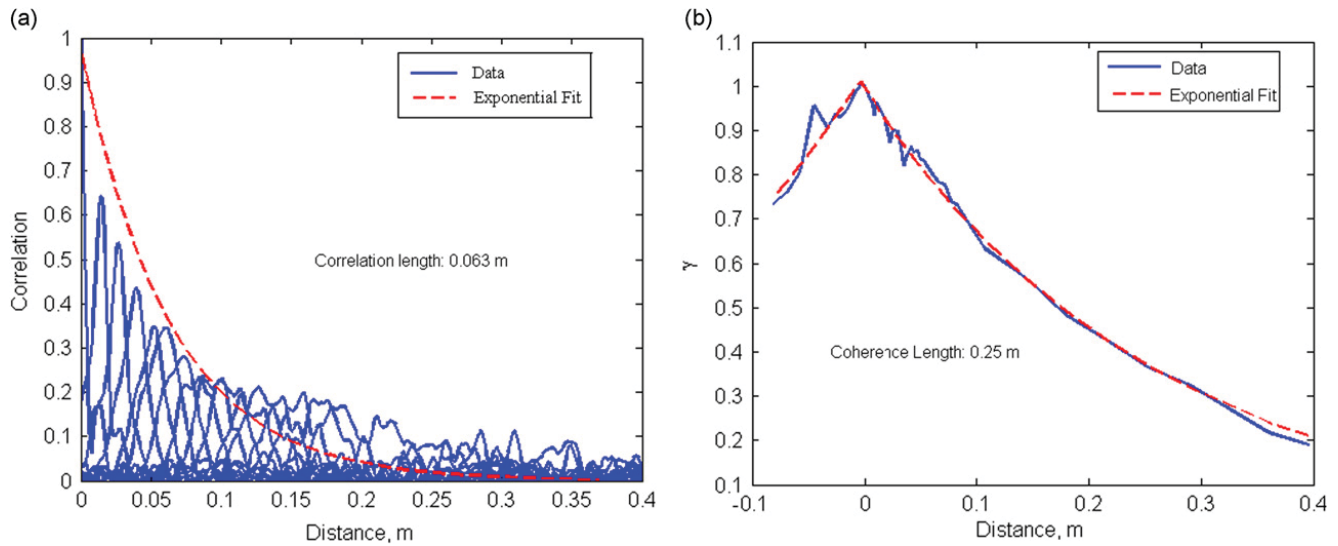 (a)
1
0.9
0.8
0.7
0.6
0.5
0.4
0.3
0.2
0.1
0
Correlation
Data
Exponential Fit
Correlation length: 0.063 m
0 0.05 0.1 0.15 0.2 0.25 0.3 0.35 0.4
Distance, m
(b)
1.1
1
0.9
0.8
0.7
0.6
0.5
0.4
0.3
0.2
0.1
γ
Data
Exponential Fit
Coherence Length: 0.25 m
-0.1 0 0.1 0.2 0.3 0.4
Distance, m